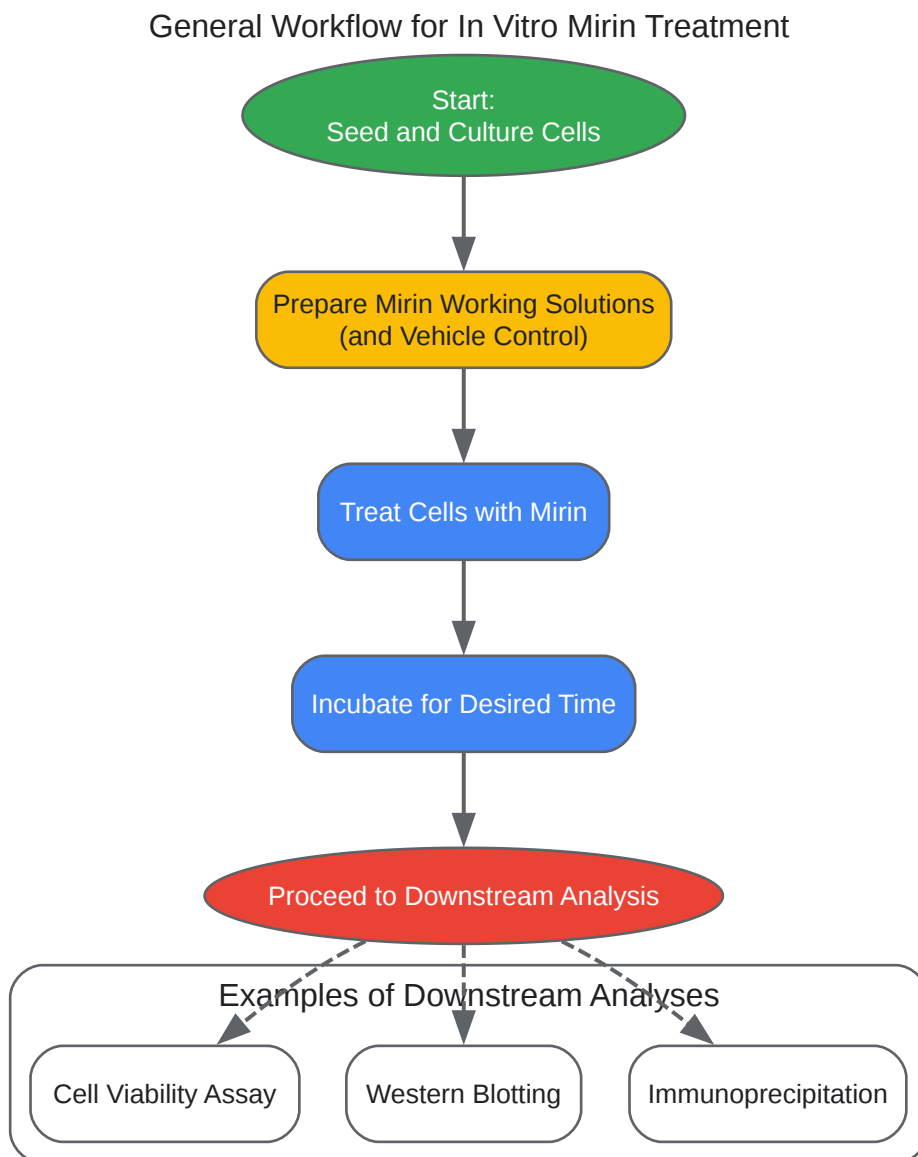 General Workflow for In Vitro Mirin Treatment
Start:
Seed and Culture Cells
Prepare Mirin Working Solutions
(and Vehicle Control)
Treat Cells with Mirin
Incubate for Desired Time
Proceed to Downstream Analysis
Examples of Downstream Analyses
Cell Viability Assay
Western Blotting
Immunoprecipitation